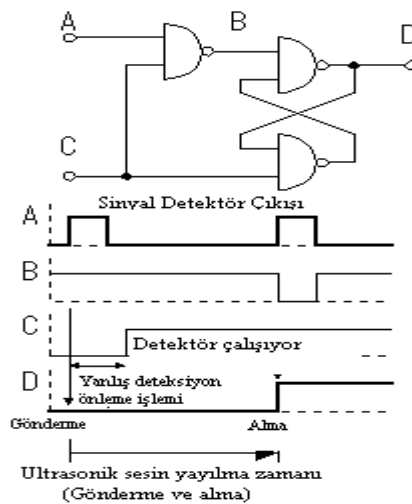 A
B
D
C
Sinyal Detektör Çıkışı
A
B
C
Detektör çalışıyor
Yanlış deteksiyon
önleme işlemi
D
Gönderme
Alma
Ultrasonik sesin yayılma zamanı
(Gönderme ve alma)